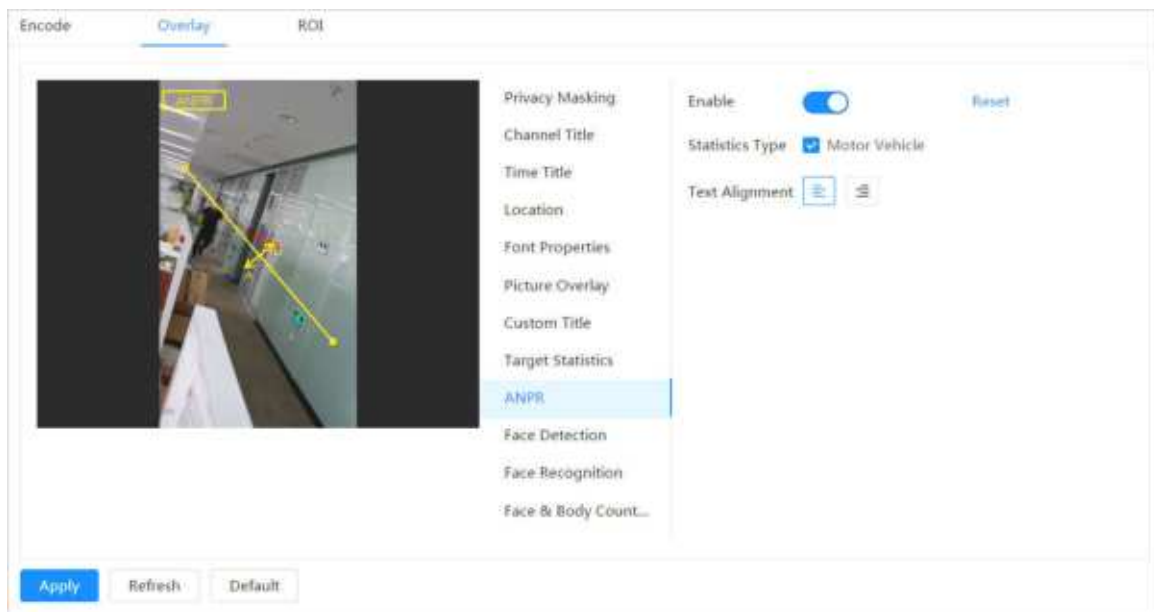 Encode Overlay ROI
ANPR
Privacy Masking
Channel Title
Time Title
Location
Font Properties
Picture Overlay
Custom Title
Target Statistics
ANPR
Face Detection
Face Recognition
Face & Body Count...
Enable Reset
Statistics Type Motor Vehicle
Text Alignment
Apply Refresh Default